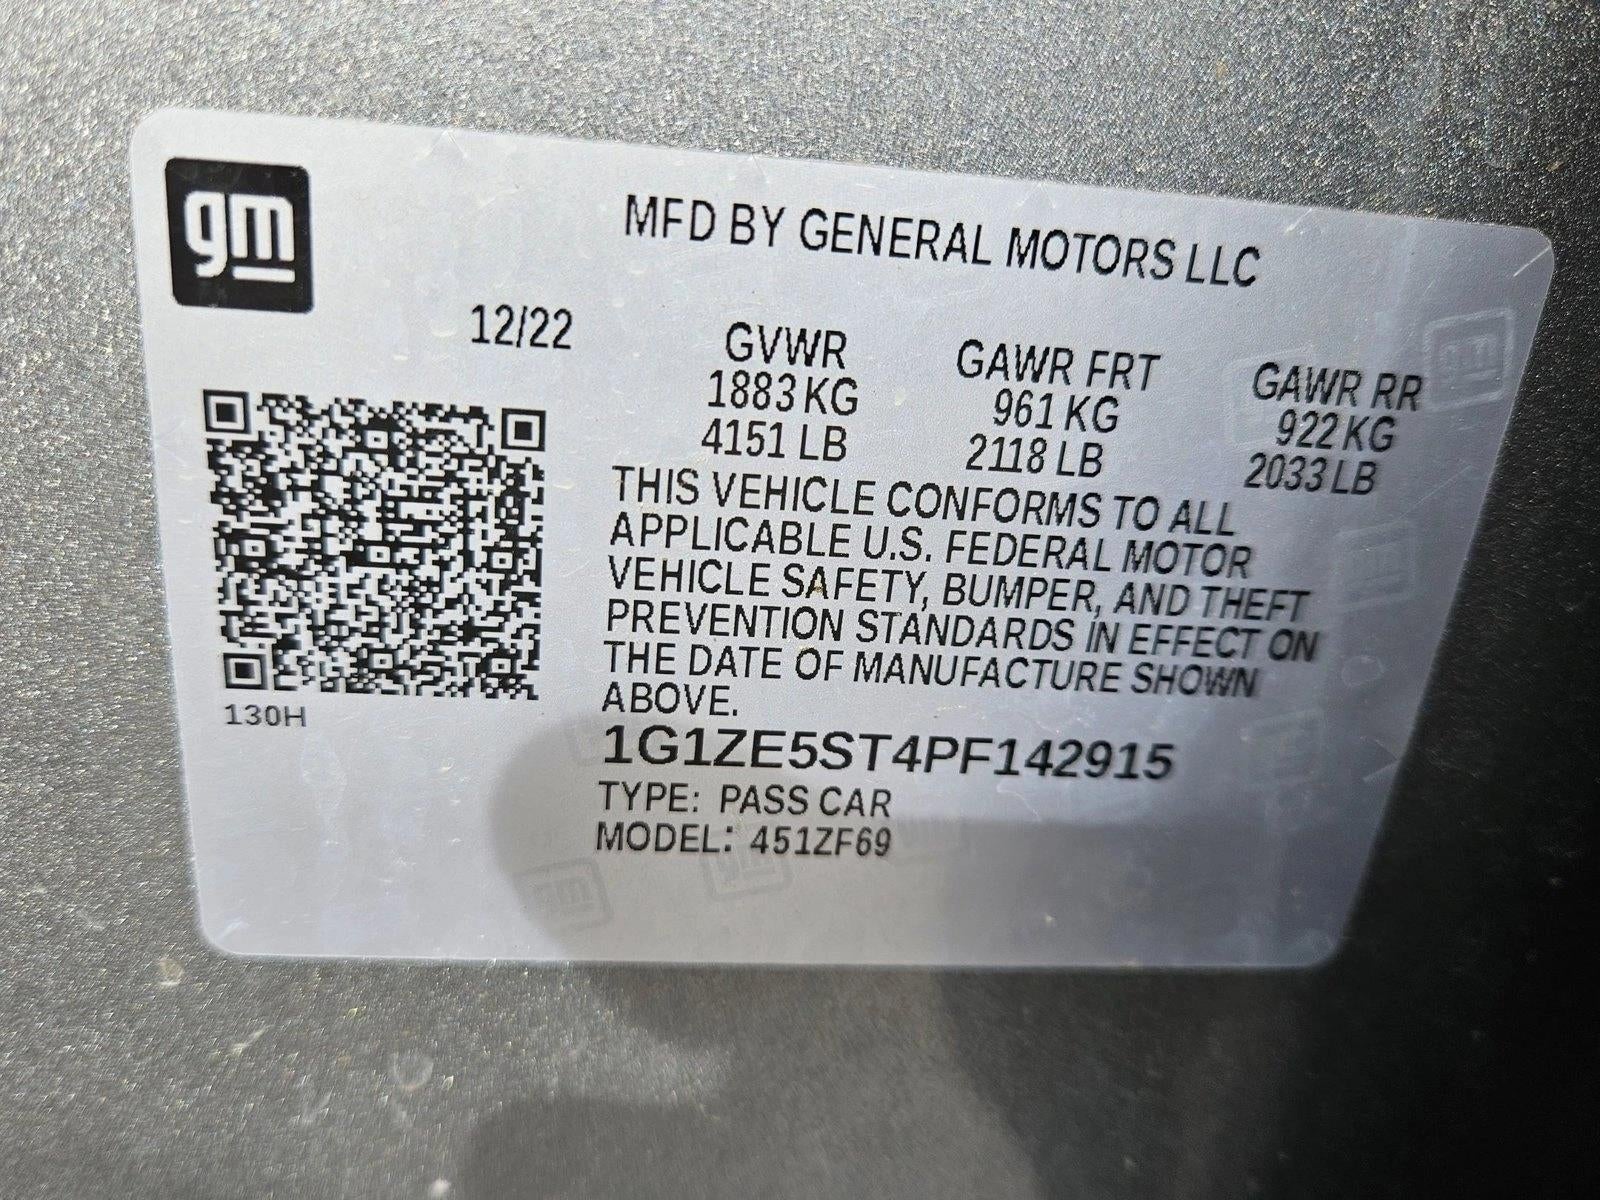 gm
MFD BY GENERAL MOTORS LLC
12/22
GVWR
1883 KG
4151 LB
GAWR FRT
961 KG
2118 LB
GAWR RR
922 KG
2033 LB
THIS VEHICLE CONFORMS TO ALL
APPLICABLE U.S. FEDERAL MOTOR
VEHICLE SAFETY, BUMPER, AND THEFT
PREVENTION STANDARDS IN EFFECT ON
THE DATE OF MANUFACTURE SHOWN
ABOVE.
130H
1G1ZE5ST4PF142915
TYPE: PASS CAR
MODEL: 451ZF69
gm
gm